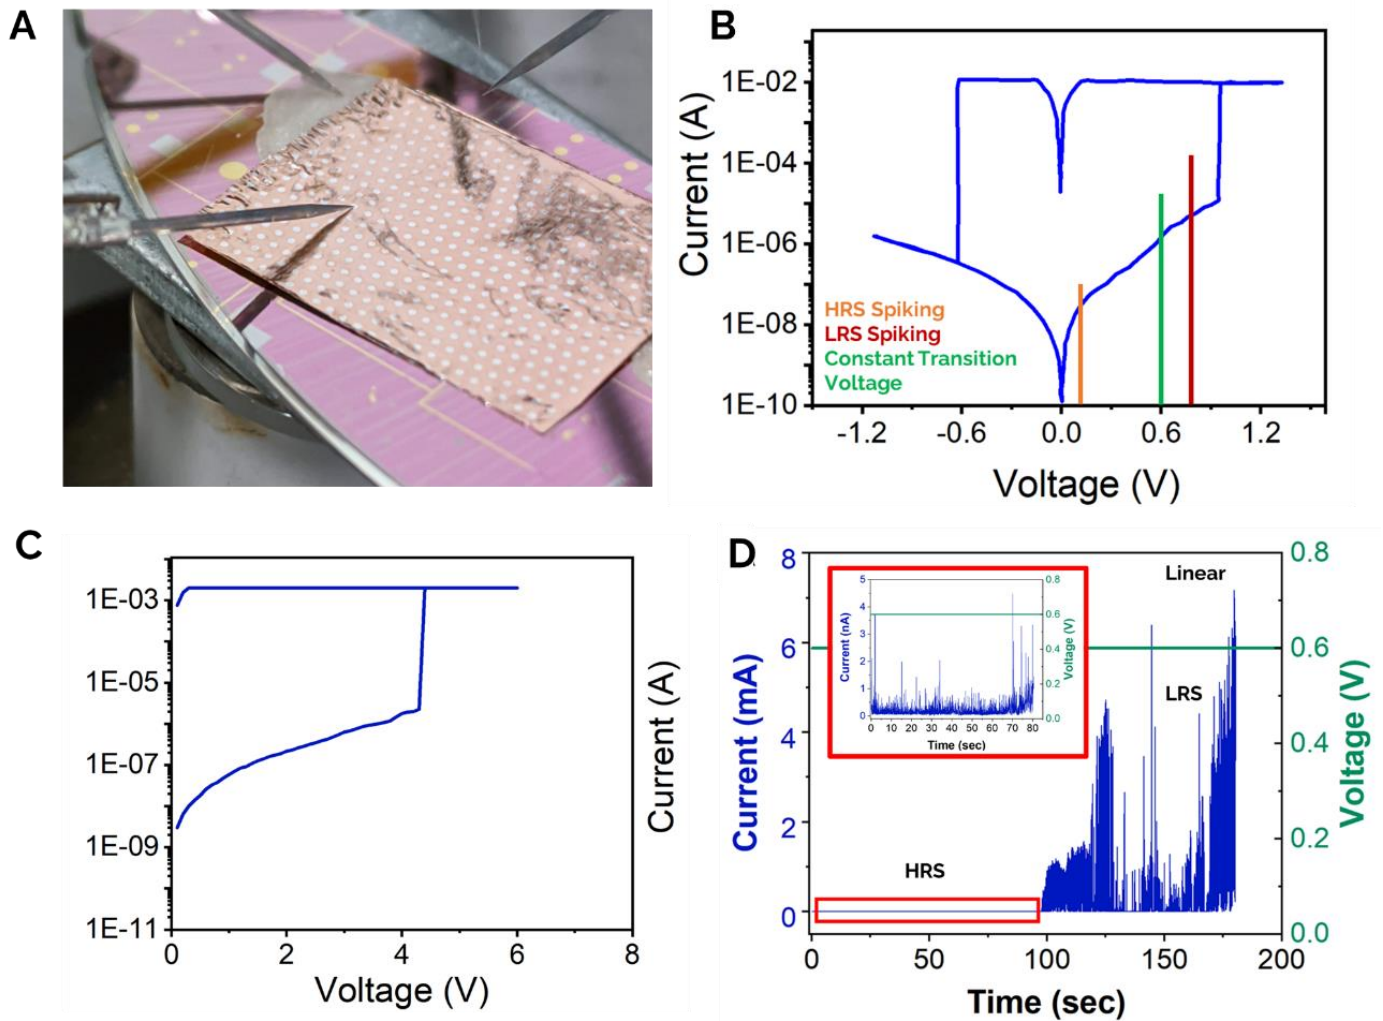 A
B
Current (A)
1E-02
1E-04
1E-06
1E-08
1E-10
HRS Spiking
LRS Spiking
Constant Transition
Voltage
-1.2 -0.6 0.0 0.6 1.2
Voltage (V)
C
1E-03
1E-05
1E-07
1E-09
1E-11
0 2 4 6 8
Voltage (V)
Current (A)
D
Current (mA)
8
6
4
2
0
0.8
0.6
0.4
0.2
0.0
Voltage (V)
Linear
LRS
HRS
Current (nA)
5
4
3
2
1
0
0.8
0.6
0.4
0.2
0.0
Voltage (V)
0 10 20 30 40 50 60 70 80
Time (sec)
0 50 100 150 200
Time (sec)